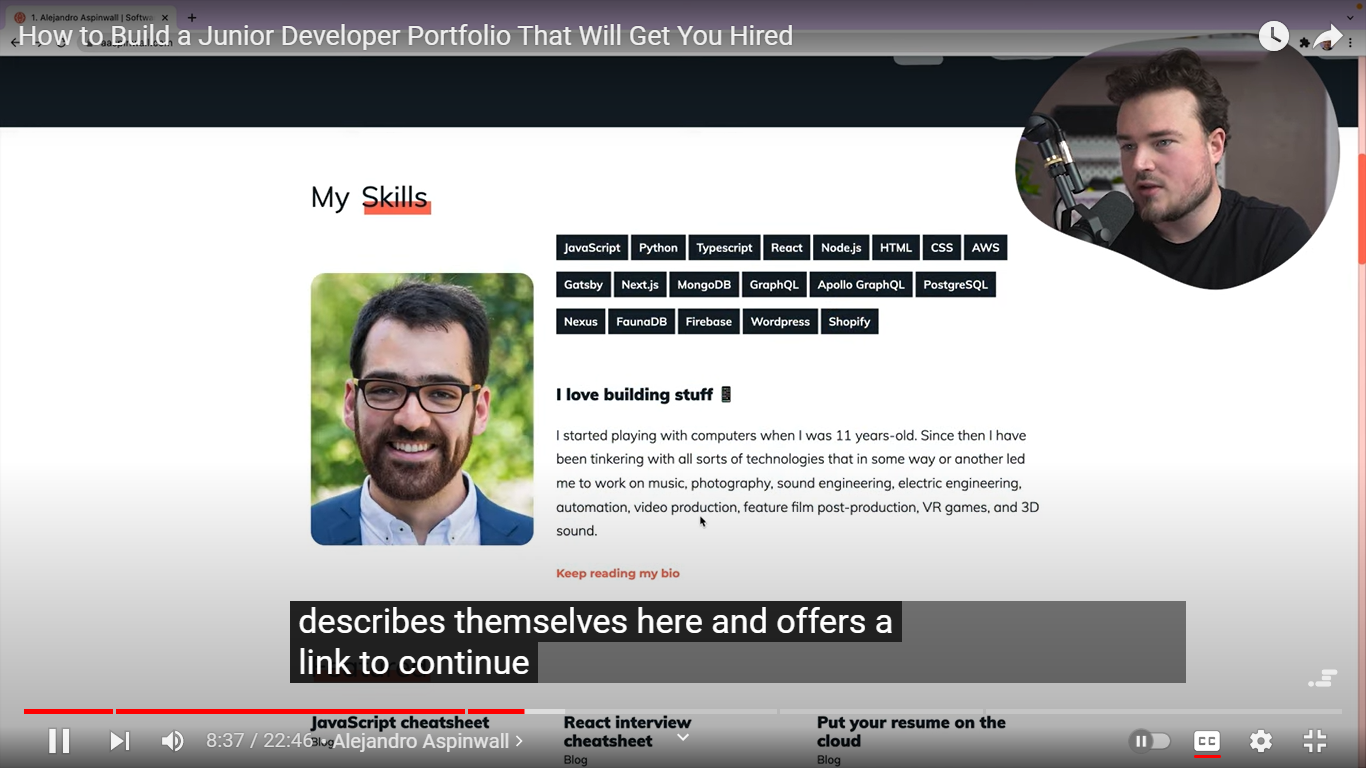 1. Alejandro Aspinwall | Softw
How to Build a Junior Developer Portfolio That Will Get You Hired
My Skills
JavaScript Python Typescript React Node.js HTML CSS AWS
Gatsby Next.js MongoDB GraphQL Apollo GraphQL PostgreSQL
Nexus FaunaDB Firebase Wordpress Shopify
I love building stuff
I started playing with computers when I was 11 years-old. Since then I have
been tinkering with all sorts of technologies that in some way or another led
me to work on music, photography, sound engineering, electric engineering,
automation, video production, feature film post-production, VR games, and 3D
sound.
Keep reading my bio
describes themselves here and offers a
link to continue
JavaScript cheatsheet
Blog
React interview
cheatsheet
Blog
Put your resume on the
cloud
Blog
8:37 / 22:46 • Alejandro Aspinwall
CC